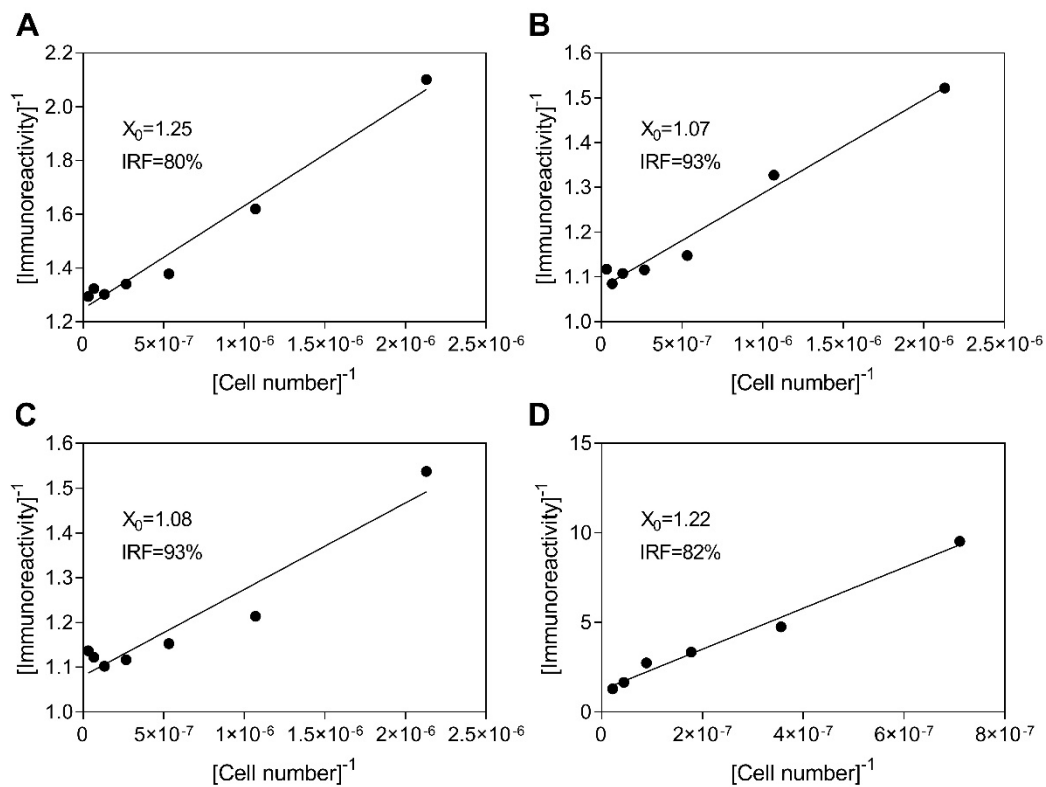 A
[Immunoreactivity]⁻¹
2.2
2.0
1.8
1.6
1.4
1.2
X₀=1.25
IRF=80%
0 5×10⁻⁷ 1×10⁻⁶ 1.5×10⁻⁶ 2×10⁻⁶ 2.5×10⁻⁶
[Cell number]⁻¹
B
[Immunoreactivity]⁻¹
1.6
1.5
1.4
1.3
1.2
1.1
1.0
X₀=1.07
IRF=93%
0 5×10⁻⁷ 1×10⁻⁶ 1.5×10⁻⁶ 2×10⁻⁶ 2.5×10⁻⁶
[Cell number]⁻¹
C
[Immunoreactivity]⁻¹
1.6
1.5
1.4
1.3
1.2
1.1
1.0
X₀=1.08
IRF=93%
0 5×10⁻⁷ 1×10⁻⁶ 1.5×10⁻⁶ 2×10⁻⁶ 2.5×10⁻⁶
[Cell number]⁻¹
D
[Immunoreactivity]⁻¹
15
10
5
0
X₀=1.22
IRF=82%
0 2×10⁻⁷ 4×10⁻⁷ 6×10⁻⁷ 8×10⁻⁷
[Cell number]⁻¹